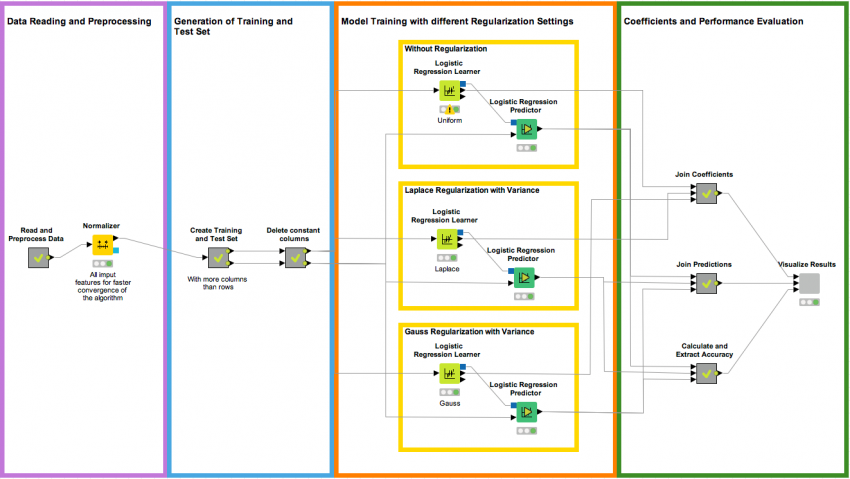 Data Reading and Preprocessing
Generation of Training and
Test Set
Model Training with different Regularization Settings
Coefficients and Performance Evaluation
Without Regularization
Logistic
Regression Learner
Uniform
Logistic Regression
Predictor
Laplace Regularization with Variance
Logistic
Regression Learner
Laplace
Logistic Regression
Predictor
Gauss Regularization with Variance
Logistic
Regression Learner
Gauss
Logistic Regression
Predictor
Read and
Preprocess Data
Normalizer
All input
features for faster
convergence of
the algorithm
Create Training
and Test Set
With more columns
than rows
Delete constant
columns
Join Coefficients
Join Predictions
Calculate and
Extract Accuracy
Visualize Results